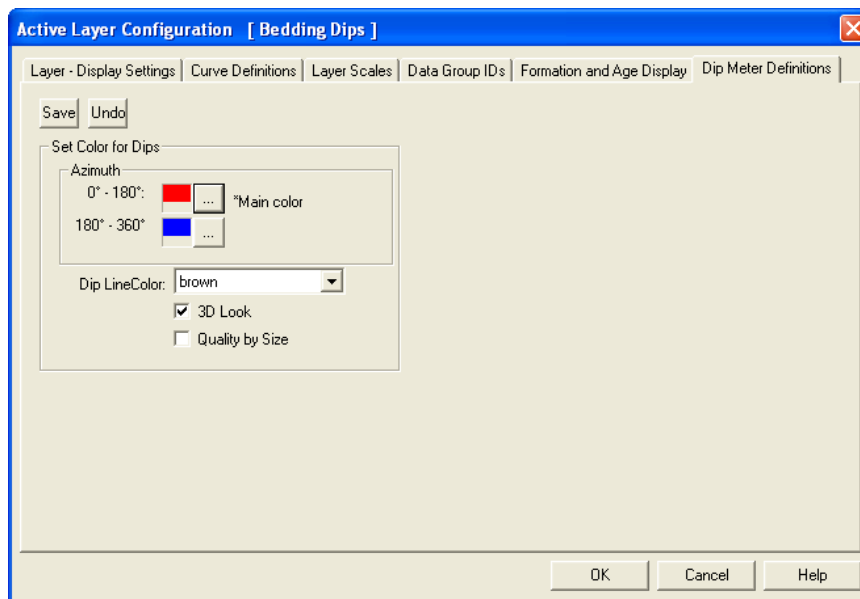 Active Layer Configuration [ Bedding Dips ]
Layer - Display Settings Curve Definitions Layer Scales Data Group IDs Formation and Age Display Dip Meter Definitions
Save Undo
Set Color for Dips
Azimuth
0° - 180°: ... *Main color
180° - 360° ...
Dip LineColor: brown
3D Look
Quality by Size
OK Cancel Help